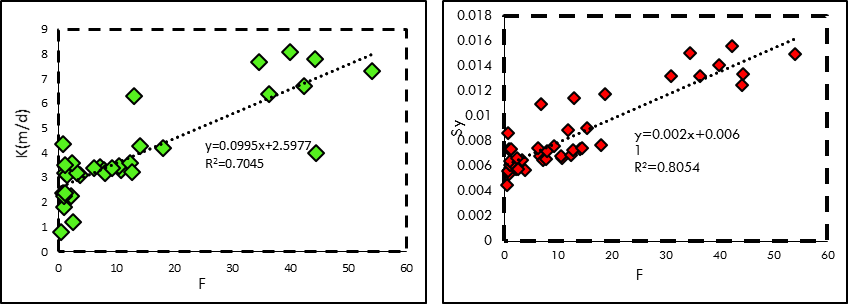 9
8
7
6
5
4
3
2
1
0
K(m/d)
y=0.0995x+2.5977
R²=0.7045
0 10 20 30 40 50 60
F
0.018
0.016
0.014
0.012
0.01
0.008
0.006
0.004
0.002
0
Sy
y=0.002x+0.006
1
R²=0.8054
0 10 20 30 40 50 60
F